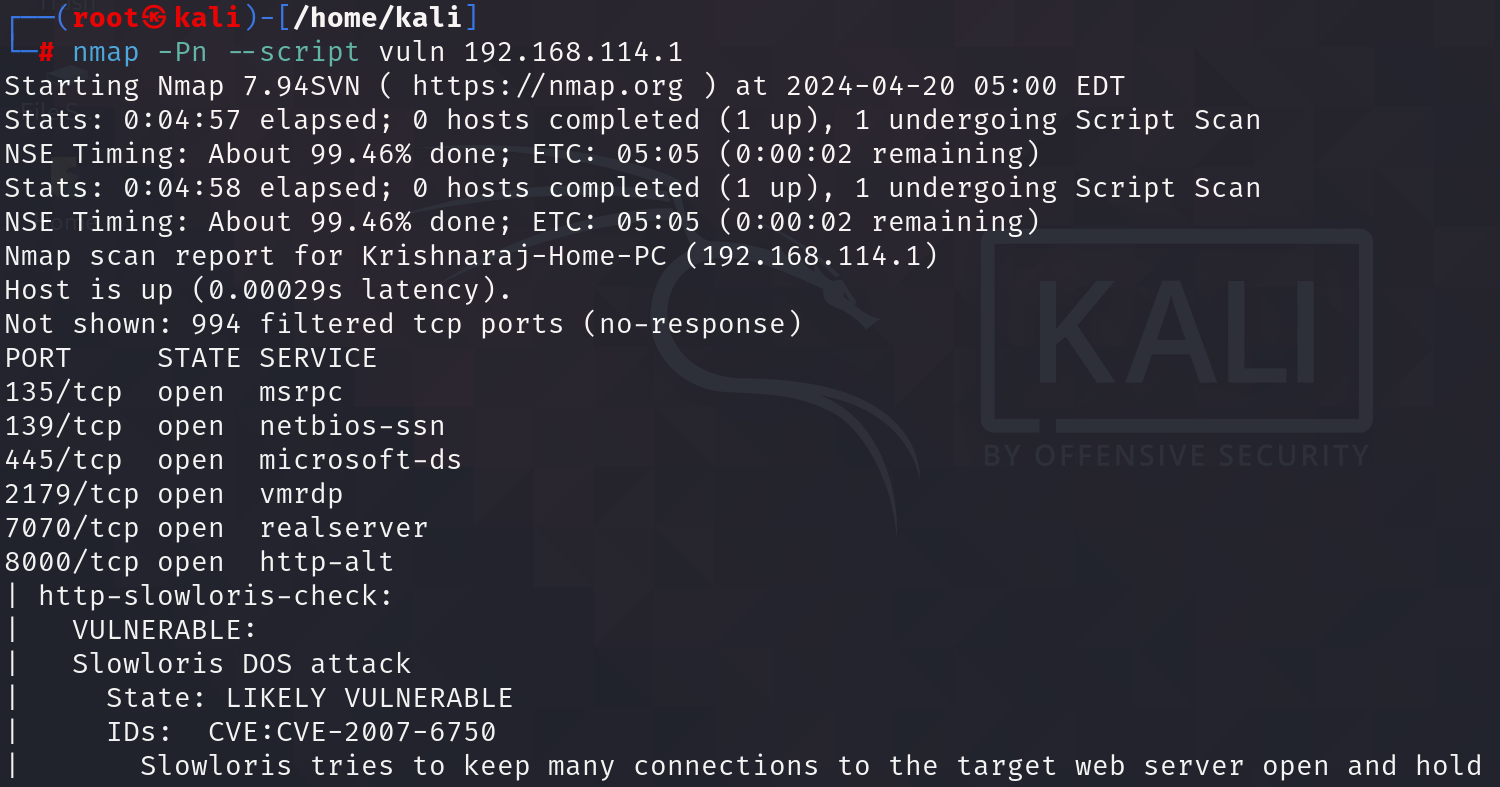 ┌──(root㉿kali)-[/home/kali]
└─# nmap -Pn --script vuln 192.168.114.1
Starting Nmap 7.94SVN ( https://nmap.org ) at 2024-04-20 05:00 EDT
Stats: 0:04:57 elapsed; 0 hosts completed (1 up), 1 undergoing Script Scan
NSE Timing: About 99.46% done; ETC: 05:05 (0:00:02 remaining)
Stats: 0:04:58 elapsed; 0 hosts completed (1 up), 1 undergoing Script Scan
NSE Timing: About 99.46% done; ETC: 05:05 (0:00:02 remaining)
Nmap scan report for Krishnaraj-Home-PC (192.168.114.1)
Host is up (0.00029s latency).
Not shown: 994 filtered tcp ports (no-response)
PORT     STATE SERVICE
135/tcp  open  msrpc
139/tcp  open  netbios-ssn
445/tcp  open  microsoft-ds
2179/tcp open  vmrdp
7070/tcp open  realserver
8000/tcp open  http-alt
| http-slowloris-check:
|   VULNERABLE:
|   Slowloris DOS attack
|     State: LIKELY VULNERABLE
|     IDs:  CVE:CVE-2007-6750
|       Slowloris tries to keep many connections to the target web server open and hold
KALI
BY OFFENSIVE SECURITY